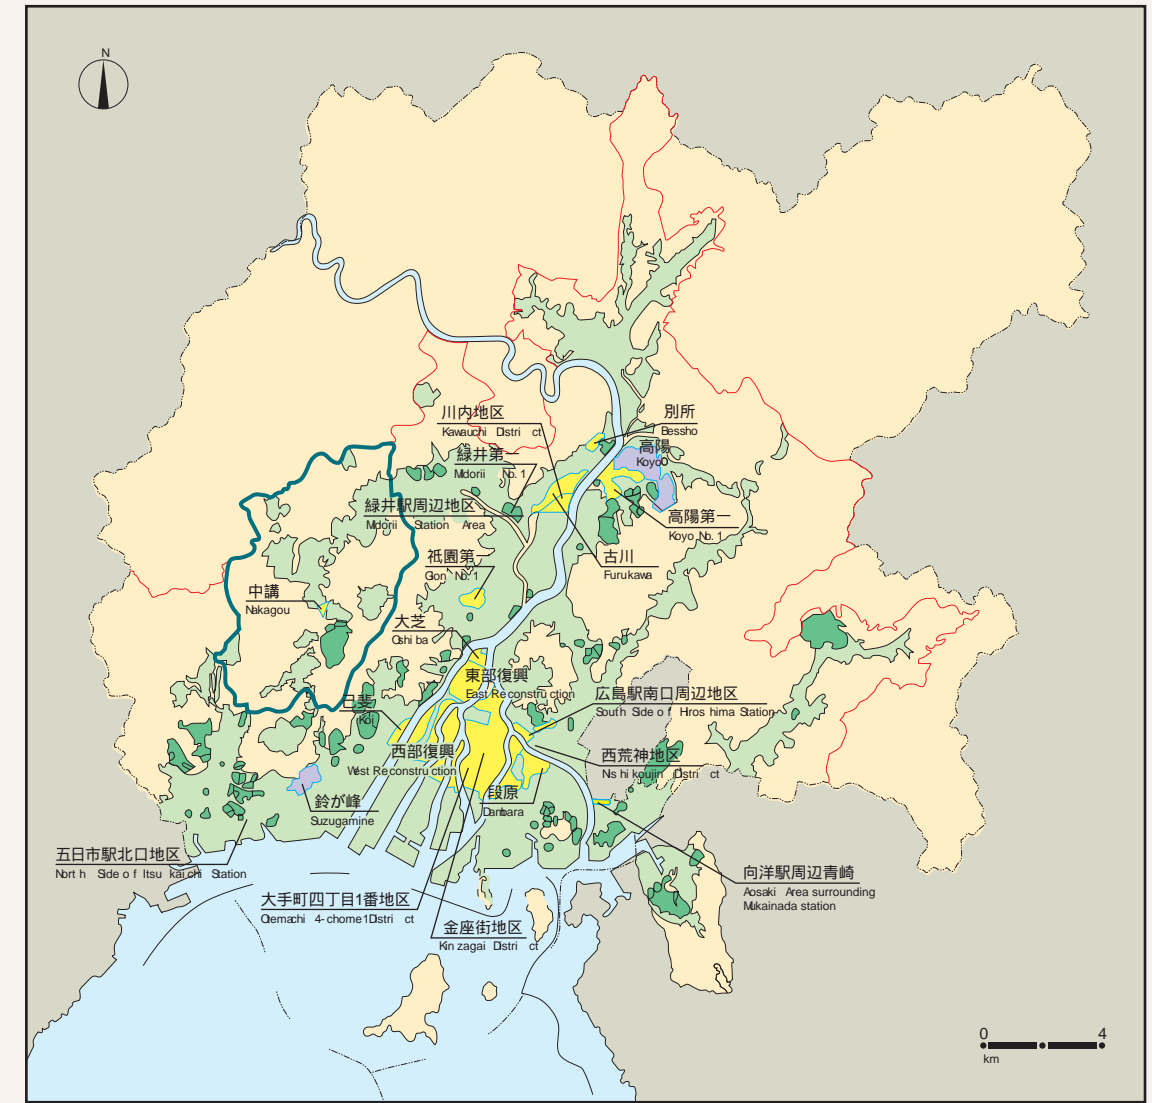 N
川内地区
Kawauchi District
別所
Bessho
緑井第一
Midorii No. 1
高陽
Koyo
緑井駅周辺地区
Midorii Station Area
高陽第一
Koyo No. 1
祇園第一
Gion No. 1
古川
Furukawa
中講
Nakagou
大芝
Oshiba
東部復興
East Reconstruction
広島駅南口周辺地区
South Side of Hiroshima Station
己斐
Koi
西部復興
West Reconstruction
西荒神地区
Nishikoujin District
鈴が峰
Suzugamine
段原
Danbara
五日市駅北口地区
North Side of Itsukaichi Station
向洋駅周辺青崎
Aosaki Area surrounding
Mukainada station
大手町四丁目1番地区
Otemachi 4-chome1District
金座街地区
Kinzagai District
0 4
km